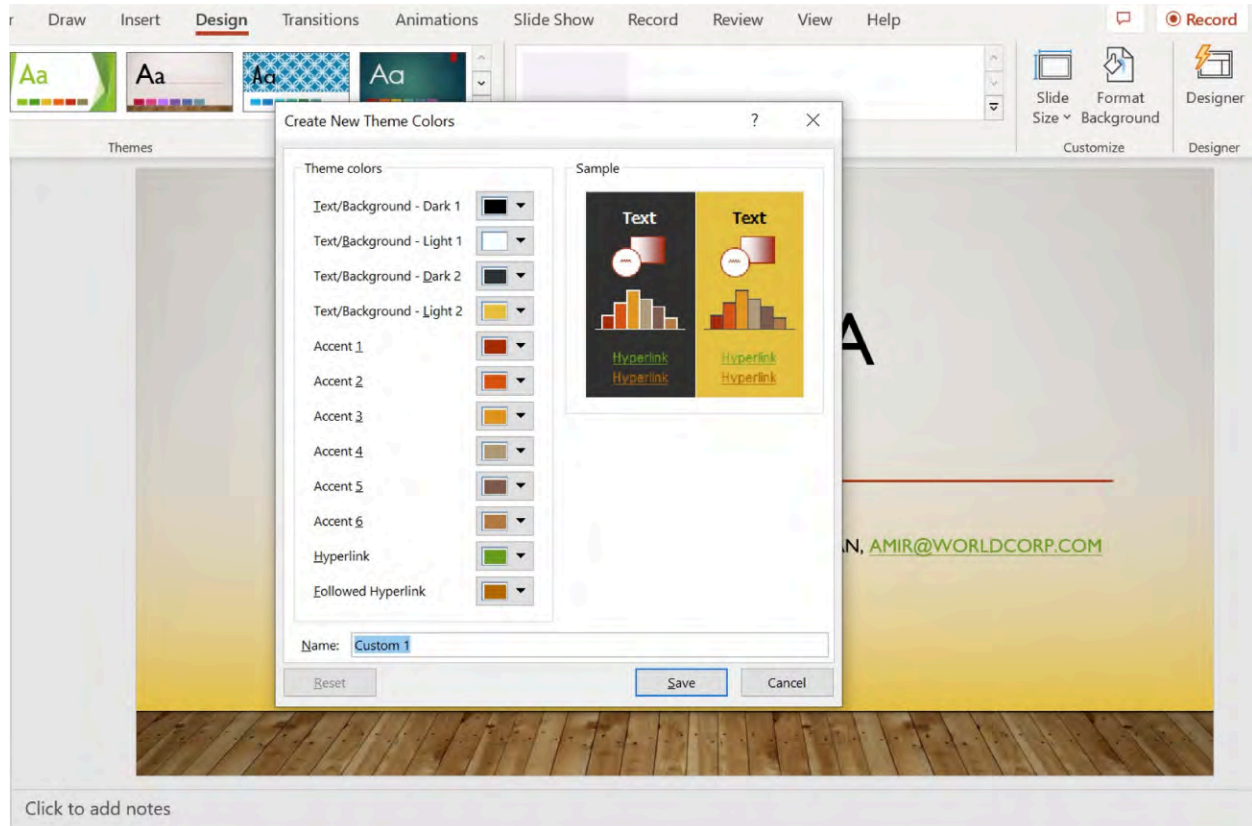 Draw Insert Design Transitions Animations Slide Show Record Review View Help Record
Aa Aa Aa Aa
Slide Size Format Background Designer
Themes Customize Designer
Create New Theme Colors ? 
Theme colors Sample
Text/Background - Dark 1
Text/Background - Light 1
Text/Background - Dark 2
Text/Background - Light 2
Accent 1
Accent 2
Accent 3
Accent 4
Accent 5
Accent 6
Hyperlink
Followed Hyperlink
Text Text
Hyperlink Hyperlink
Hyperlink Hyperlink
Name: Custom 1
Reset Save Cancel
A
N, AMIR@WORLDCORP.COM
Click to add notes